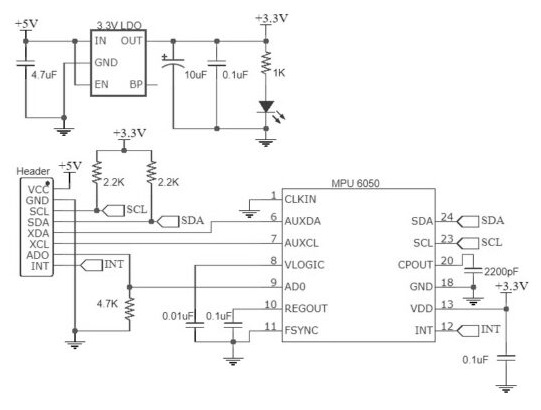 +5V
3.3V LDO
+3.3V
IN OUT
GND
EN BP
4.7uF
10uF
0.1uF
1K
+3.3V
Header
+5V
2.2K
2.2K
VCC
GND
SCL
SDA
XDA
XCL
ADO
INT
SCL
SDA
INT
4.7K
0.01uF
0.1uF
MPU 6050
1 CLKIN
6 AUXDA
7 AUXCL
8 VLOGIC
9 AD0
10 REGOUT
11 FSYNC
SDA 24 SDA
SCL 23 SCL
CPOUT 20
2200pF
GND 18
+3.3V
VDD 13
INT 12 INT
0.1uF